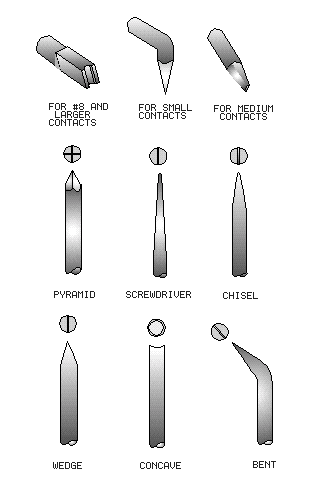 FOR #8 AND
LARGER
CONTACTS
FOR SMALL
CONTACTS
FOR MEDIUM
CONTACTS
PYRAMID
SCREWDRIVER
CHISEL
WEDGE
CONCAVE
BENT